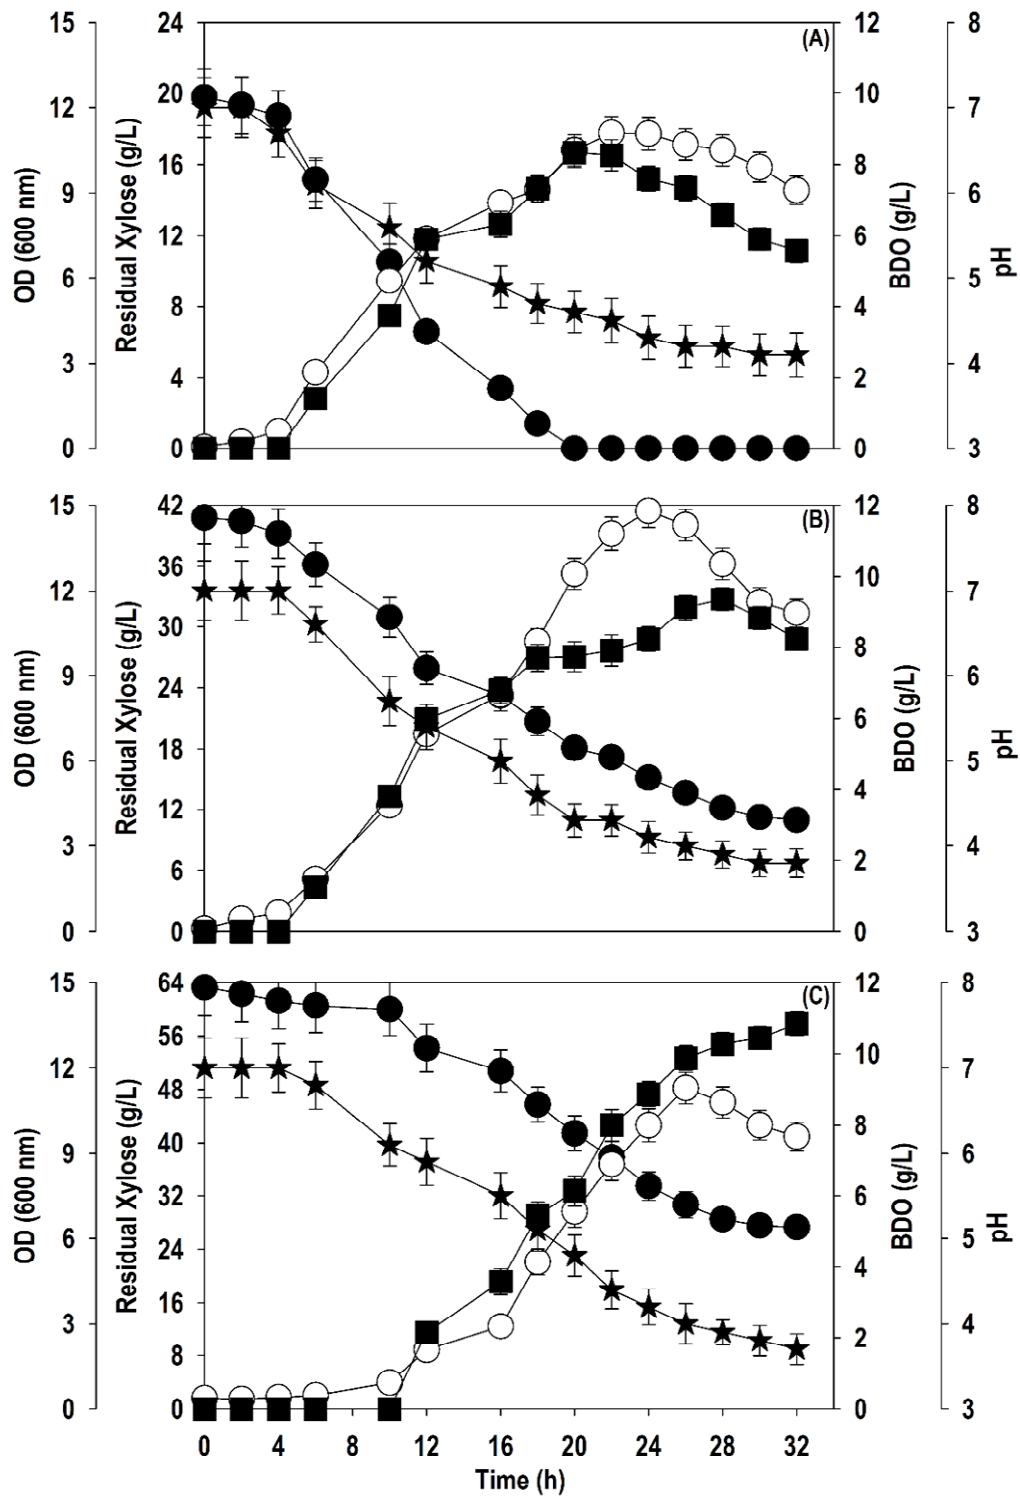 15 24 (A) 12 8
20 10
12 7
16 8
9 6
12 6
6 5
8 4
3 4 2 4
0 0 0 3
OD (600 nm)
Residual Xylose (g/L)
BDO (g/L)
pH
15 42 (B) 12 8
36
12 10 7
30
9 8 6
24
6
6 18 5
12 4
3 4
6 2
0 0 0 3
OD (600 nm)
Residual Xylose (g/L)
BDO (g/L)
pH
15 64 (C) 12 8
56
12 10 7
48
40 8
9 6
32 6
6 24 5
4
3 16 4
8 2
0 0 0 3
OD (600 nm)
Residual Xylose (g/L)
BDO (g/L)
pH
0 4 8 12 16 20 24 28 32
Time (h)